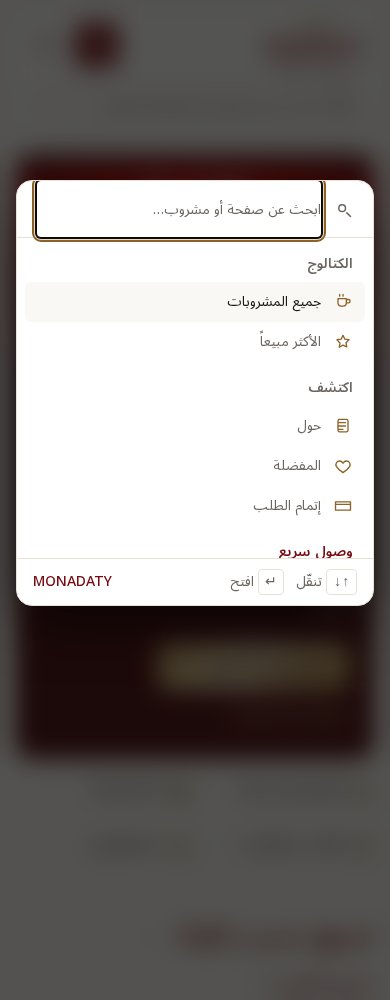 ابحث عن صفحة أو مشروب...
الكتالوج
جميع المشروبات
الأكثر مبيعاً
اكتشف
حول
المفضلة
إتمام الطلب
وصول سريع
↑↓ تنقّل ↵ افتح MONADATY